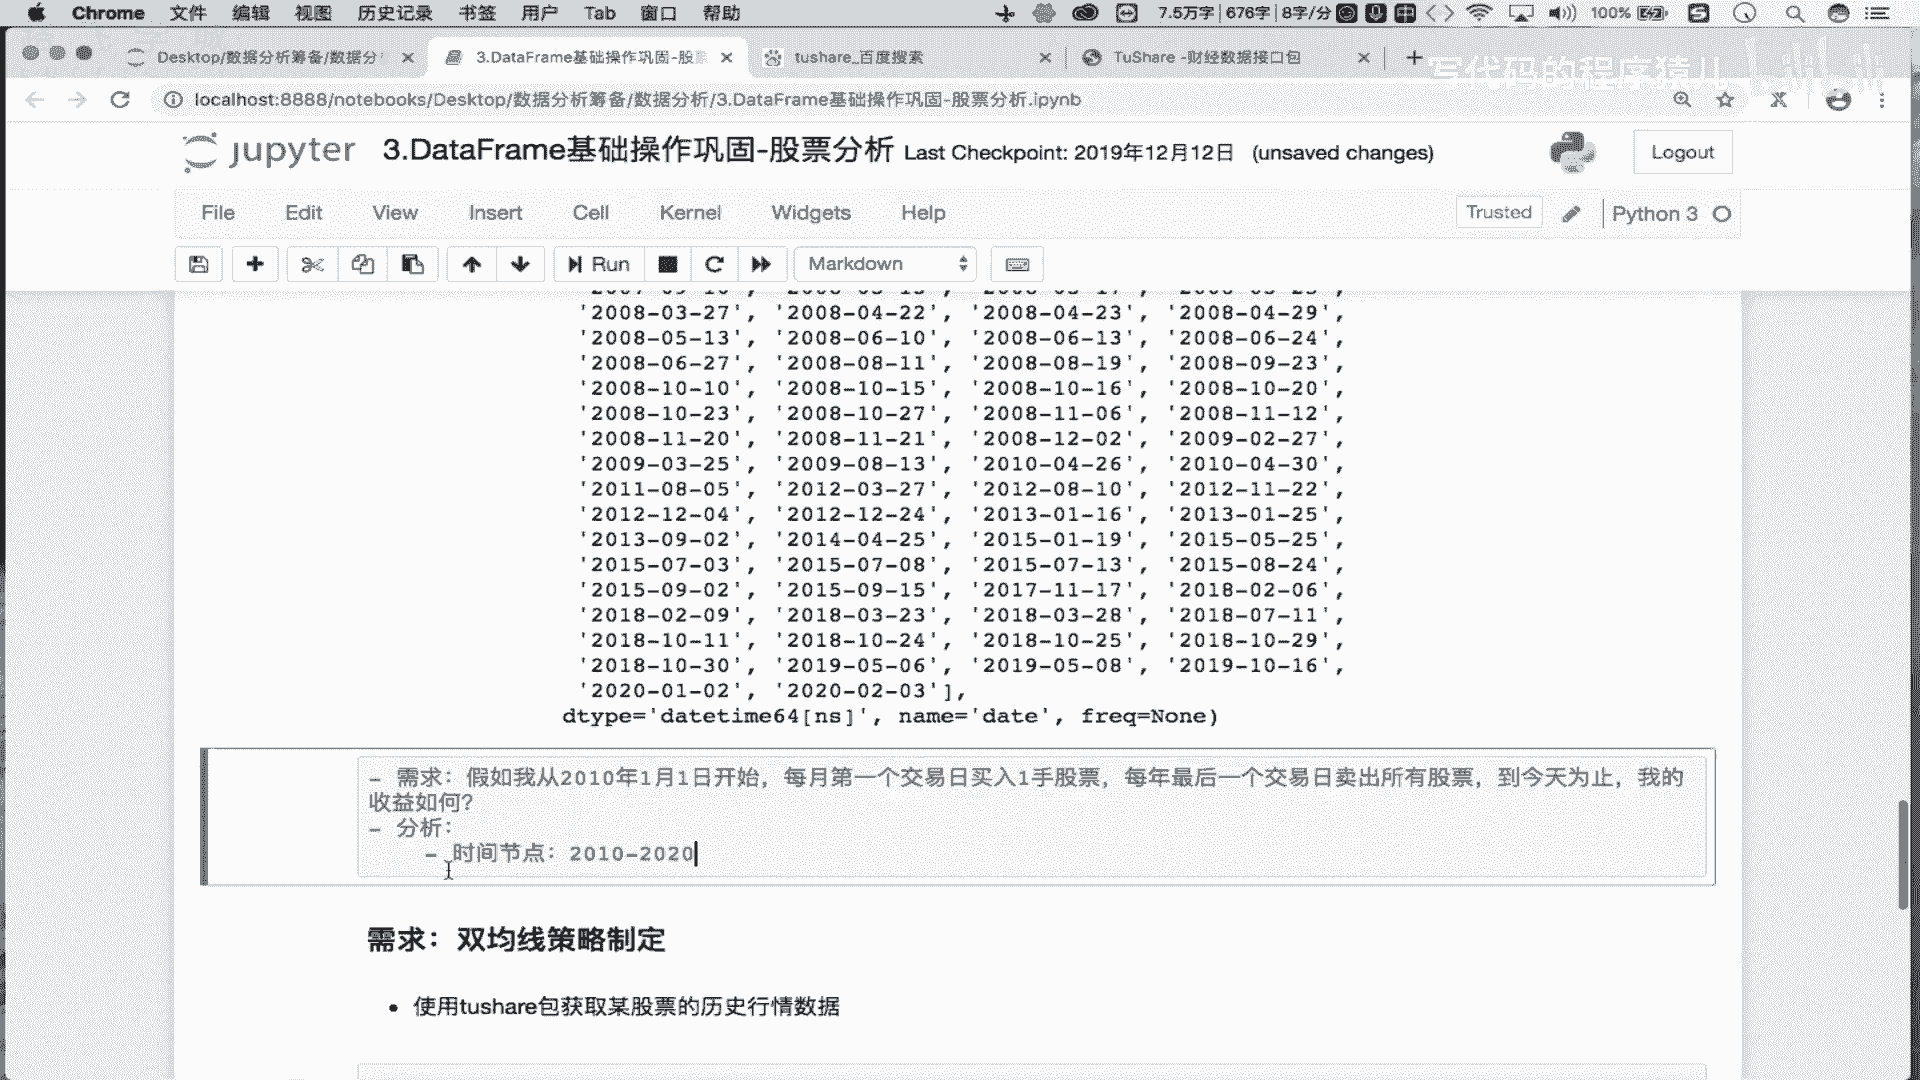 Chrome 文件 编辑 视图 历史记录 书签 用户 Tab 窗口 帮助 7.5万字|676字|8字/分 100%
Desktop/数据分析筹备/数据分 3.DataFrame基础操作巩固-股票 tushare_百度搜索 TuShare -财经数据接口包
写代码的程序猿儿
localhost:8888/notebooks/Desktop/数据分析筹备/数据分析/3.DataFrame基础操作巩固-股票分析.ipynb
jupyter 3.DataFrame基础操作巩固-股票分析 Last Checkpoint: 2019年12月12日 (unsaved changes) Logout
File Edit View Insert Cell Kernel Widgets Help Trusted Python 3
Run Markdown
'2008-03-27', '2008-04-22', '2008-04-23', '2008-04-29',
'2008-05-13', '2008-06-10', '2008-06-13', '2008-06-24',
'2008-06-27', '2008-08-11', '2008-08-19', '2008-09-23',
'2008-10-10', '2008-10-15', '2008-10-16', '2008-10-20',
'2008-10-23', '2008-10-27', '2008-11-06', '2008-11-12',
'2008-11-20', '2008-11-21', '2008-12-02', '2009-02-27',
'2009-03-25', '2009-08-13', '2010-04-26', '2010-04-30',
'2011-08-05', '2012-03-27', '2012-08-10', '2012-11-22',
'2012-12-04', '2012-12-24', '2013-01-16', '2013-01-25',
'2013-09-02', '2014-04-25', '2015-01-19', '2015-05-25',
'2015-07-03', '2015-07-08', '2015-07-13', '2015-08-24',
'2015-09-02', '2015-09-15', '2017-11-17', '2018-02-06',
'2018-02-09', '2018-03-23', '2018-03-28', '2018-07-11',
'2018-10-11', '2018-10-24', '2018-10-25', '2018-10-29',
'2018-10-30', '2019-05-06', '2019-05-08', '2019-10-16',
'2020-01-02', '2020-02-03'],
dtype='datetime64[ns]', name='date', freq=None)
- 需求：假如我从2010年1月1日开始，每月第一个交易日买入1手股票，每年最后一个交易日卖出所有股票，到今天为止，我的
收益如何？
- 分析：
- 时间节点：2010-2020
需求：双均线策略制定
• 使用tushare包获取某股票的历史行情数据